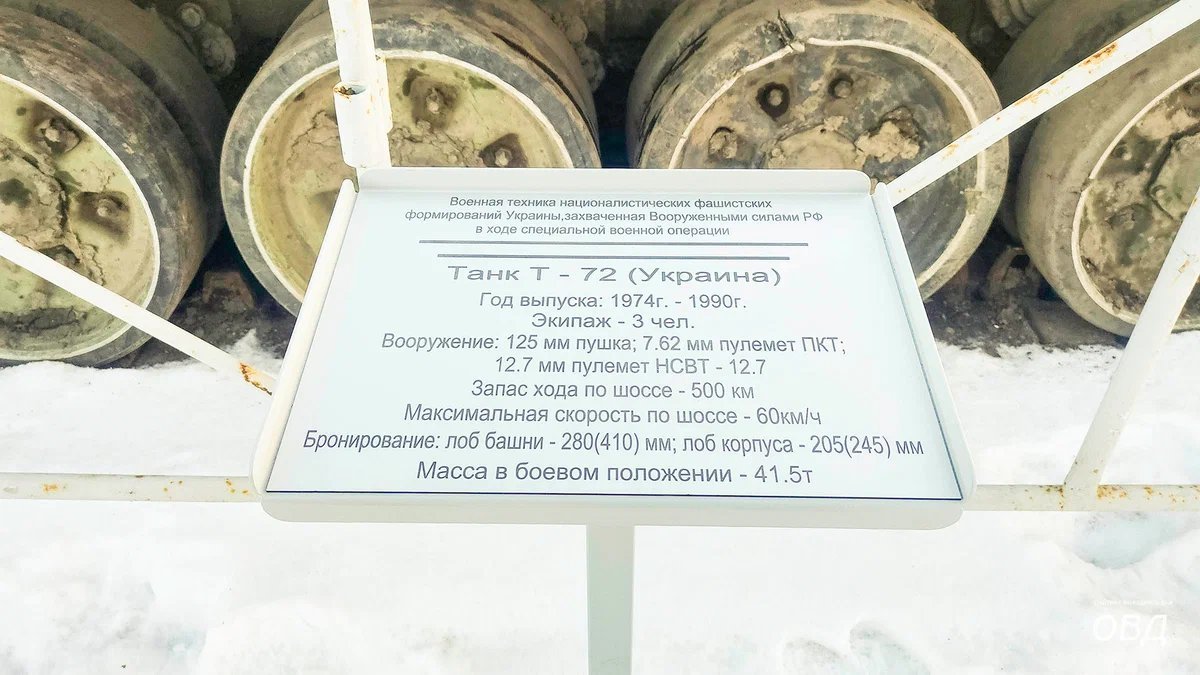 Военная техника националистических фашистских
формирований Украины,захваченная Вооруженными силами РФ
в ходе специальной военной операции
Танк Т - 72 (Украина)
Год выпуска: 1974г. - 1990г.
Экипаж - 3 чел.
Вооружение: 125 мм пушка; 7.62 мм пулемет ПКТ;
12.7 мм пулемет НСВТ - 12.7
Запас хода по шоссе - 500 км
Максимальная скорость по шоссе - 60км/ч
Бронирование: лоб башни - 280(410) мм; лоб корпуса - 205(245) мм
Масса в боевом положении - 41.5т
ОВД